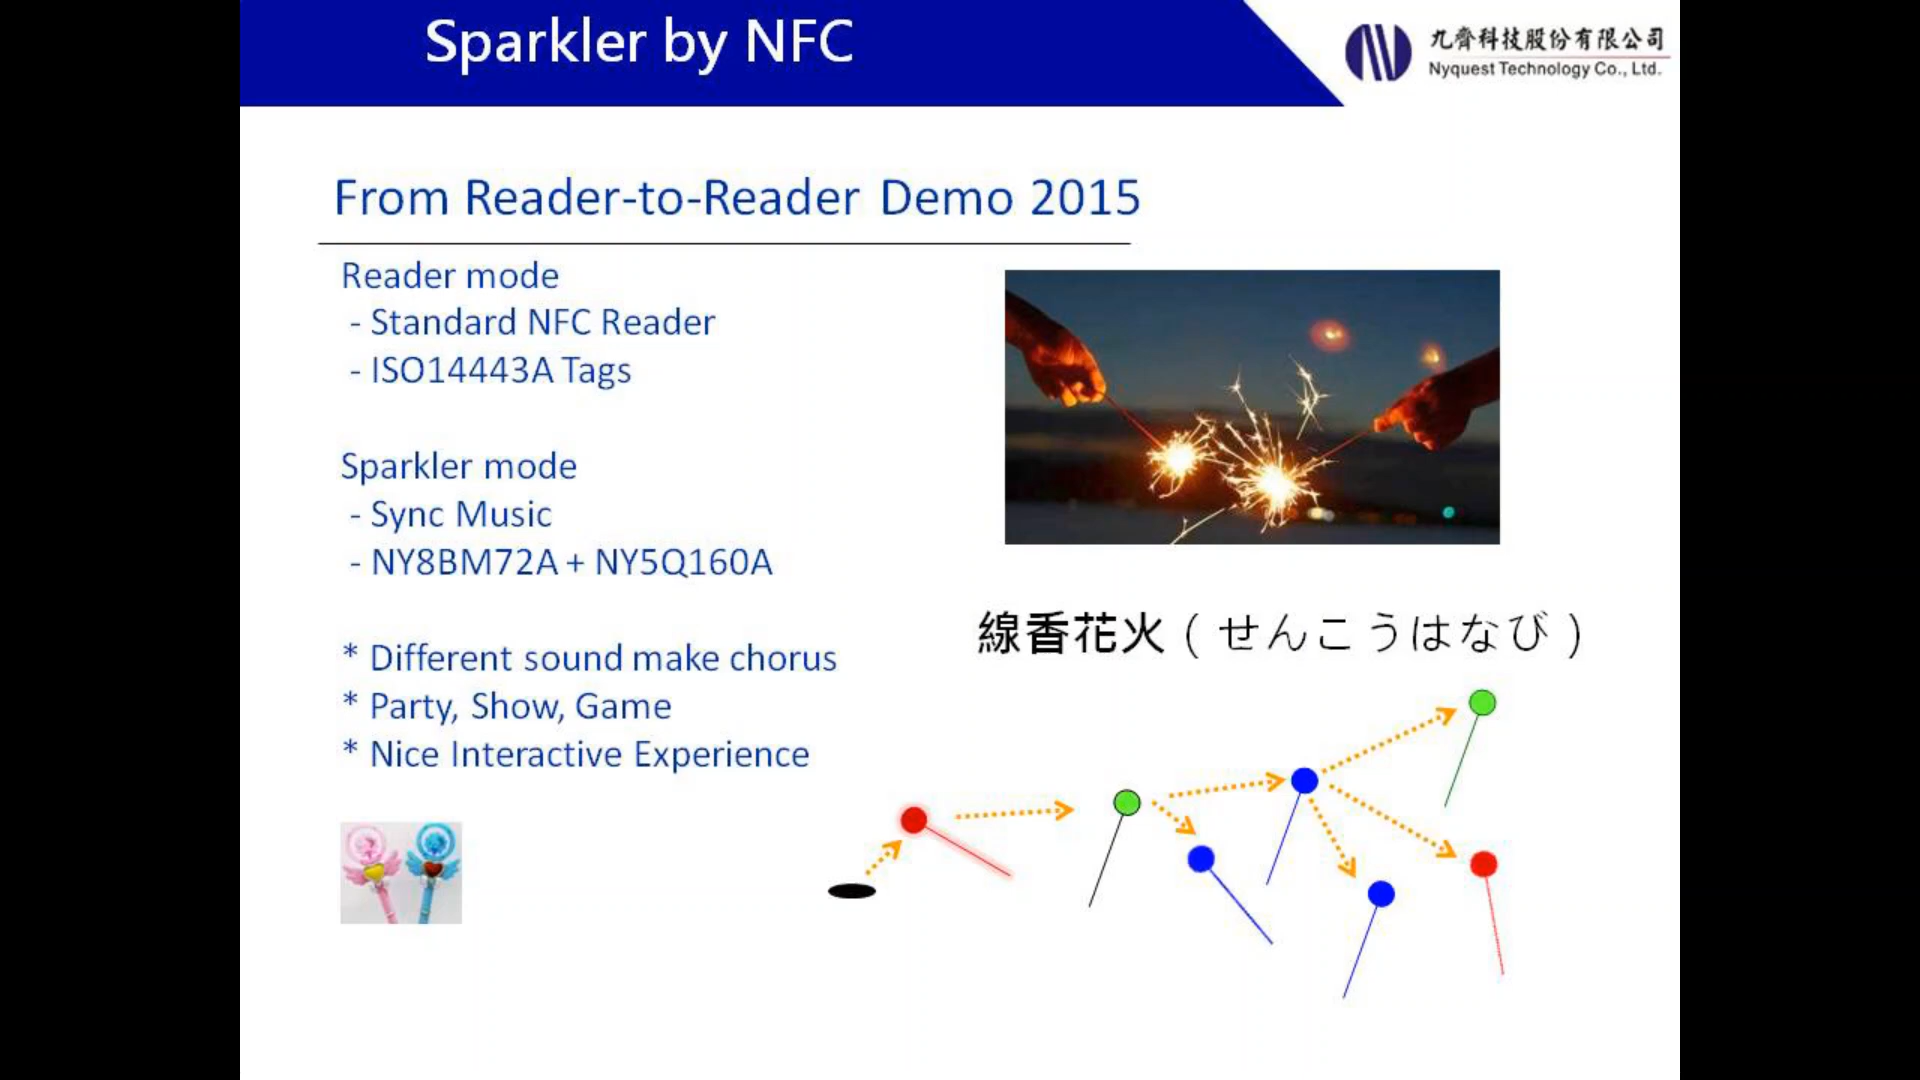 Sparkler by NFC
九齊科技股份有限公司
Nyquest Technology Co., Ltd.
From Reader-to-Reader Demo 2015
Reader mode
- Standard NFC Reader
- ISO14443A Tags
Sparkler mode
- Sync Music
- NY8BM72A + NY5Q160A
* Different sound make chorus
* Party, Show, Game
* Nice Interactive Experience
線香花火（せんこうはなび）